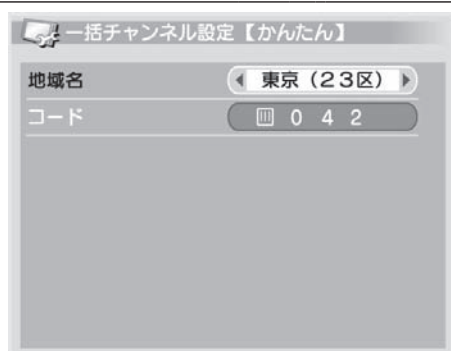 一括チャンネル設定【かんたん】
地域名 東京（２３区）
コード ０４２